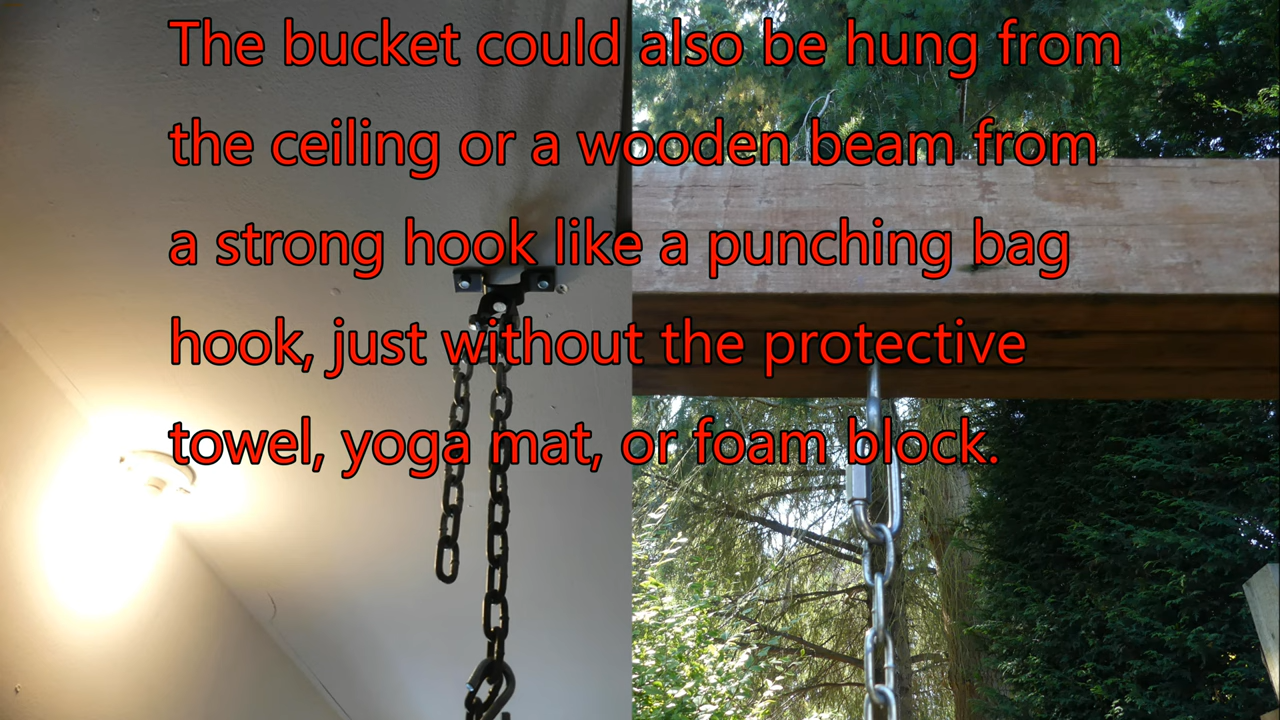 The bucket could also be hung from
the ceiling or a wooden beam from
a strong hook like a punching bag
hook, just without the protective
towel, yoga mat, or foam block.